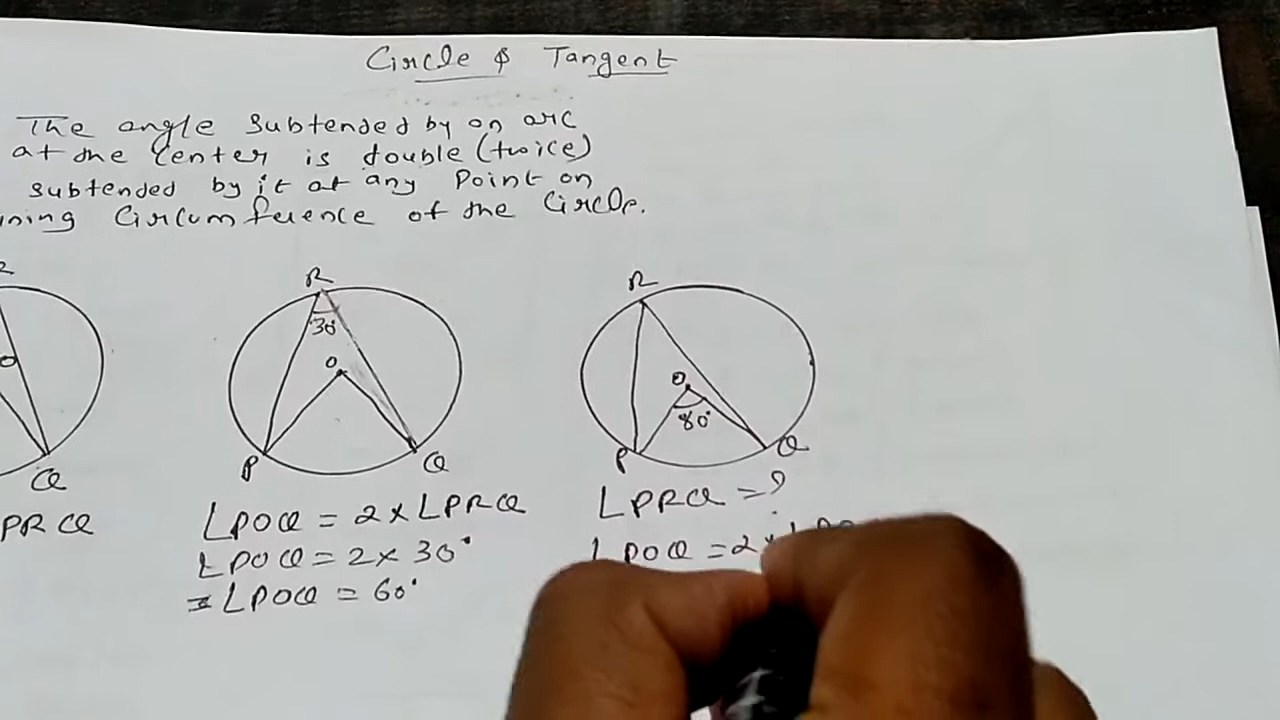 Circle & Tangent
The angle subtended by an arc
at the center is double (twice)
subtended by it at any Point on
ining Circumference of the Circle.
R
O
Q
PRQ
R
30°
O
P
Q
∠POQ = 2 × ∠PRQ
∠POQ = 2 × 30°
∠POQ = 60°
R
O
80°
P
Q
∠PRQ = ?
∠POQ = 2 ×